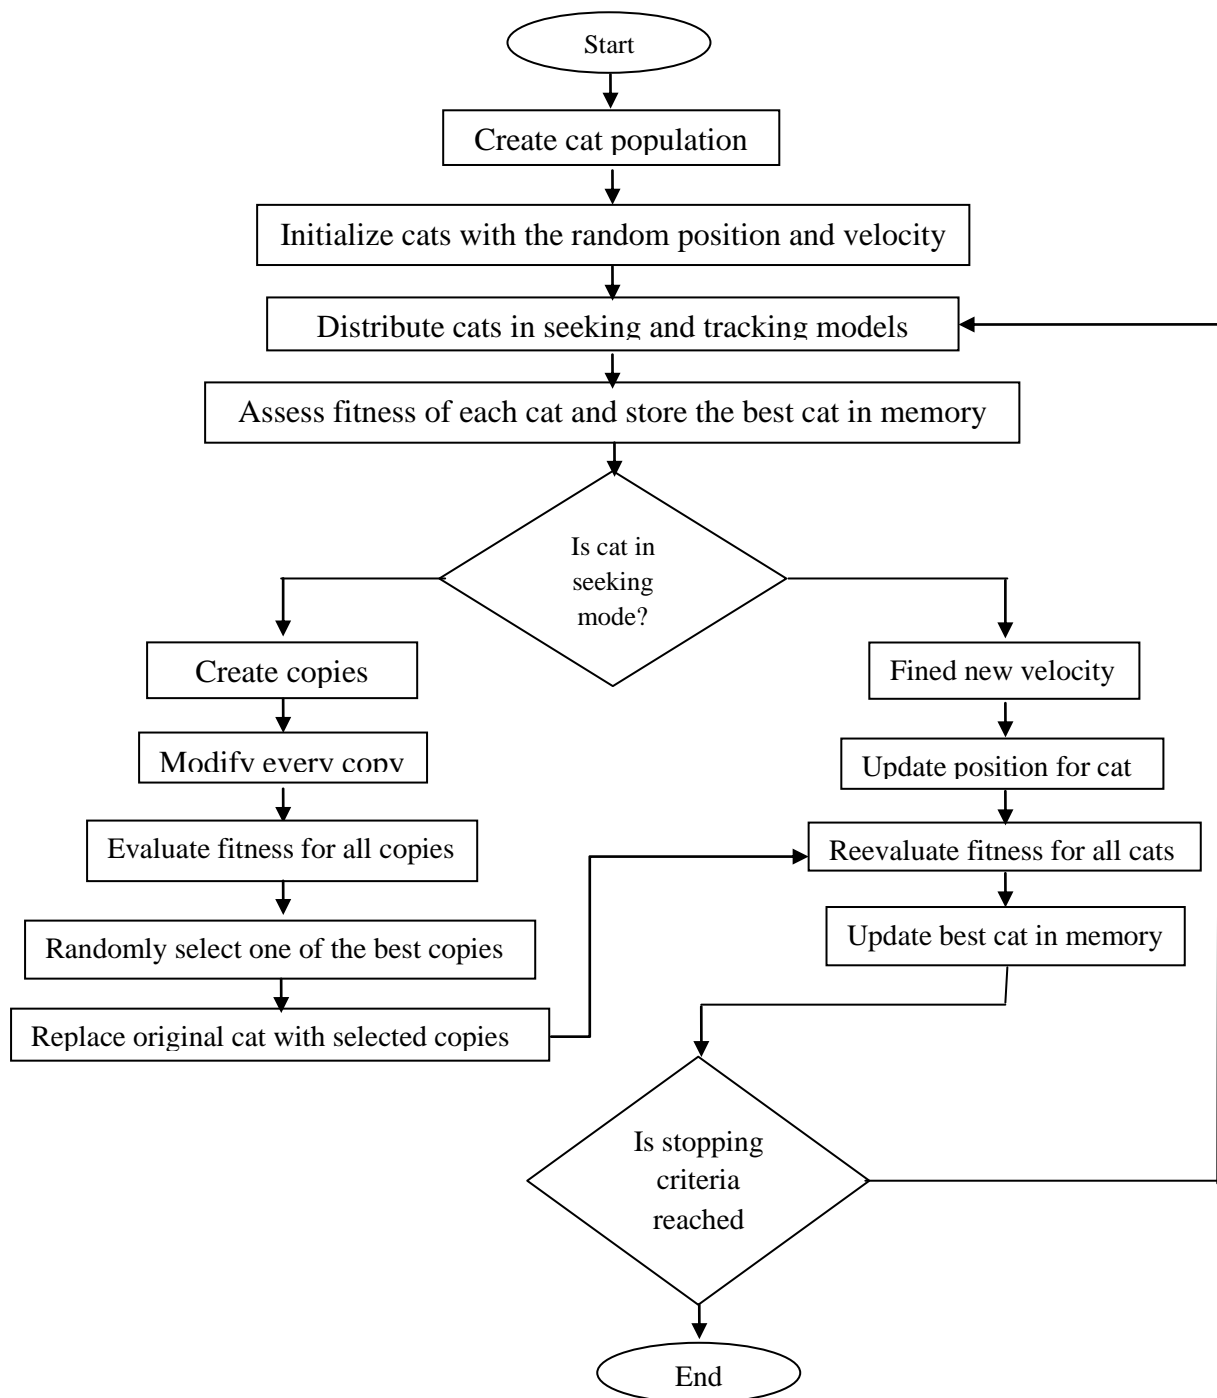 Start
Create cat population
Initialize cats with the random position and velocity
Distribute cats in seeking and tracking models
Assess fitness of each cat and store the best cat in memory
Is cat in
seeking
mode?
Create copies
Modify every copy
Evaluate fitness for all copies
Randomly select one of the best copies
Replace original cat with selected copies
Fined new velocity
Update position for cat
Reevaluate fitness for all cats
Update best cat in memory
Is stopping
criteria
reached
End